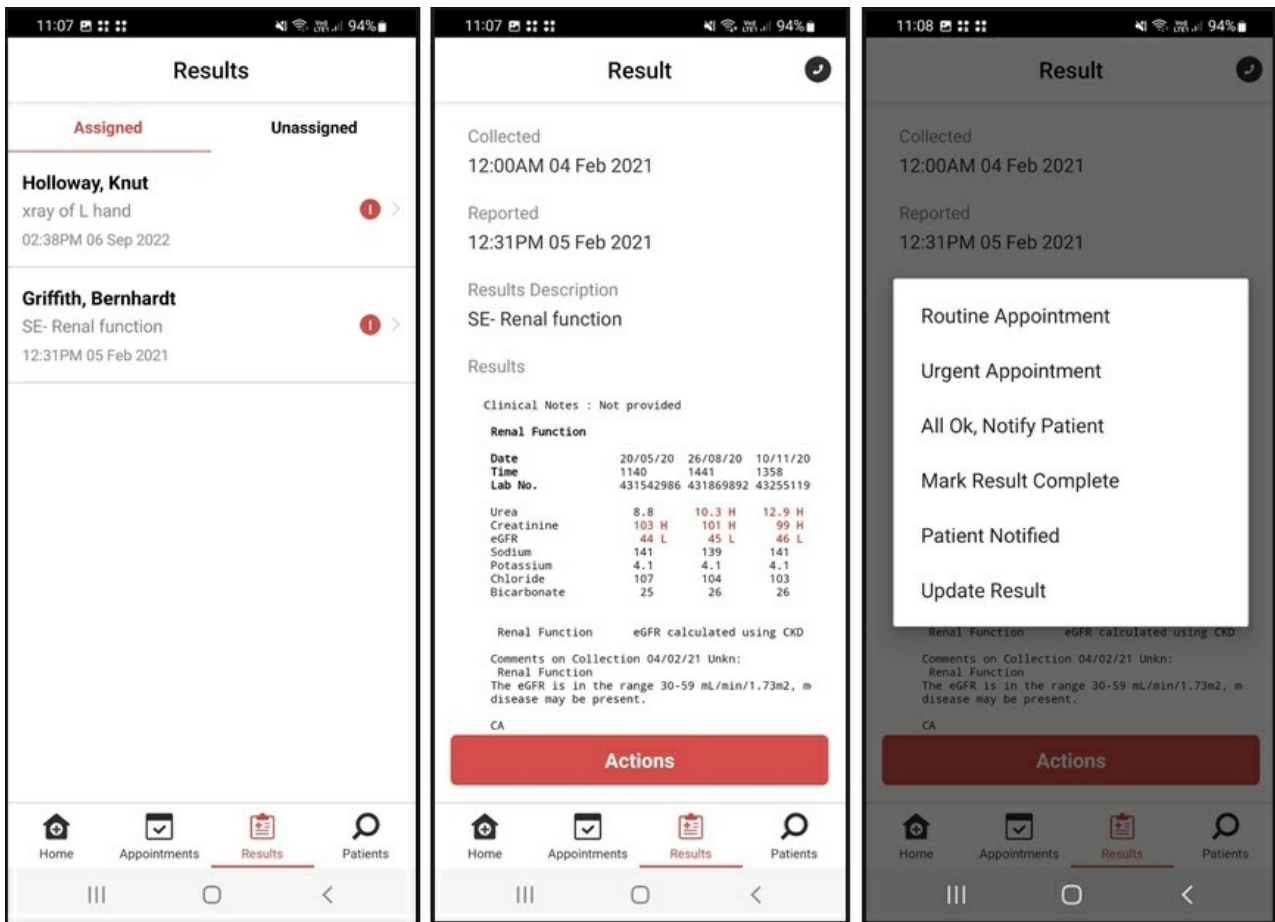 11:07 94%
Results
Assigned Unassigned
Holloway, Knut
xray of L hand
02:38PM 06 Sep 2022
Griffith, Bernhardt
SE- Renal function
12:31PM 05 Feb 2021
Home Appointments Results Patients
11:07 94%
Result
Collected
12:00AM 04 Feb 2021
Reported
12:31PM 05 Feb 2021
Results Description
SE- Renal function
Results
Clinical Notes : Not provided
Renal Function
Date 20/05/20 26/08/20 10/11/20
Time 1140 1441 1358
Lab No. 431542986 431869892 43255119
Urea 8.8 10.3 H 12.9 H
Creatinine 103 H 101 H 99 H
eGFR 44 L 45 L 46 L
Sodium 141 139 141
Potassium 4.1 4.1 4.1
Chloride 107 104 103
Bicarbonate 25 26 26
Renal Function eGFR calculated using CKD
Comments on Collection 04/02/21 Unkn:
Renal Function
The eGFR is in the range 30-59 mL/min/1.73m2, m
disease may be present.
CA
Actions
Home Appointments Results Patients
11:08 94%
Result
Collected
12:00AM 04 Feb 2021
Reported
12:31PM 05 Feb 2021
Routine Appointment
Urgent Appointment
All Ok, Notify Patient
Mark Result Complete
Patient Notified
Update Result
Renal Function eGFR calculated using CKD
Comments on Collection 04/02/21 Unkn:
Renal Function
The eGFR is in the range 30-59 mL/min/1.73m2, m
disease may be present.
CA
Actions
Home Appointments Results Patients